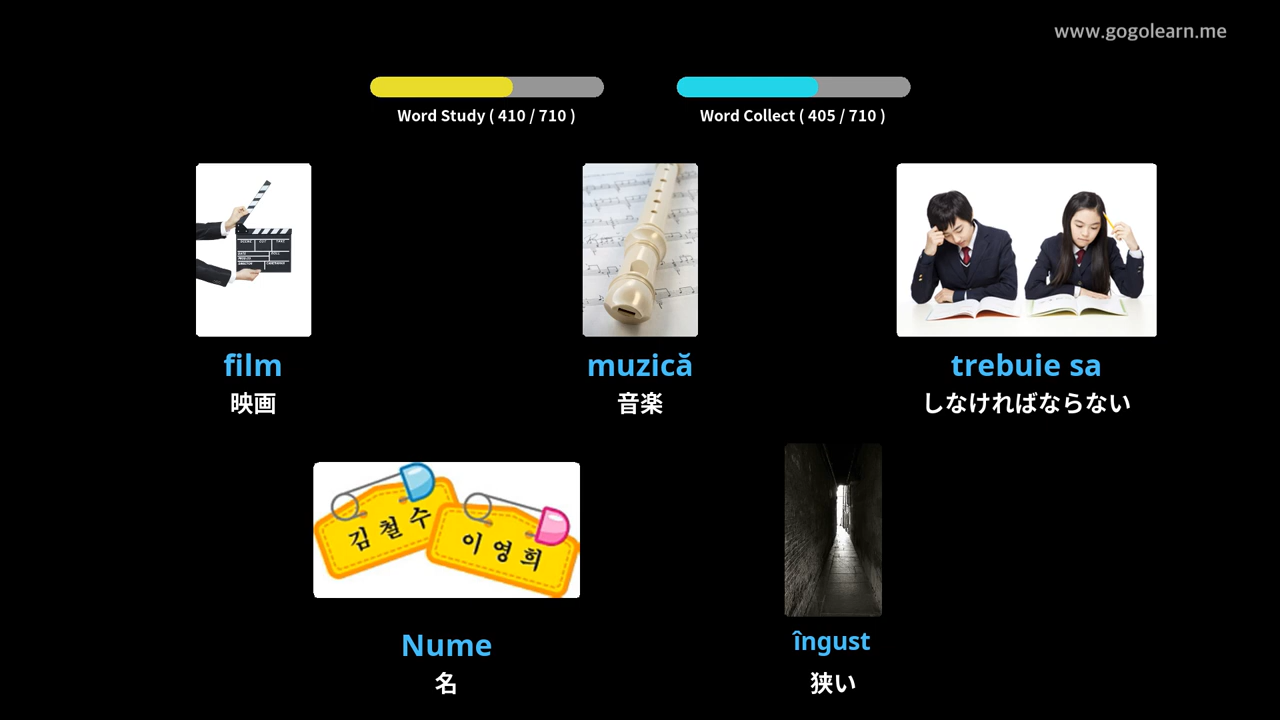 www.gogolearn.me
Word Study ( 410 / 710 )
Word Collect ( 405 / 710 )
film
映画
muzică
音楽
trebuie sa
しなければならない
김철수
이영희
Nume
名
îngust
狭い